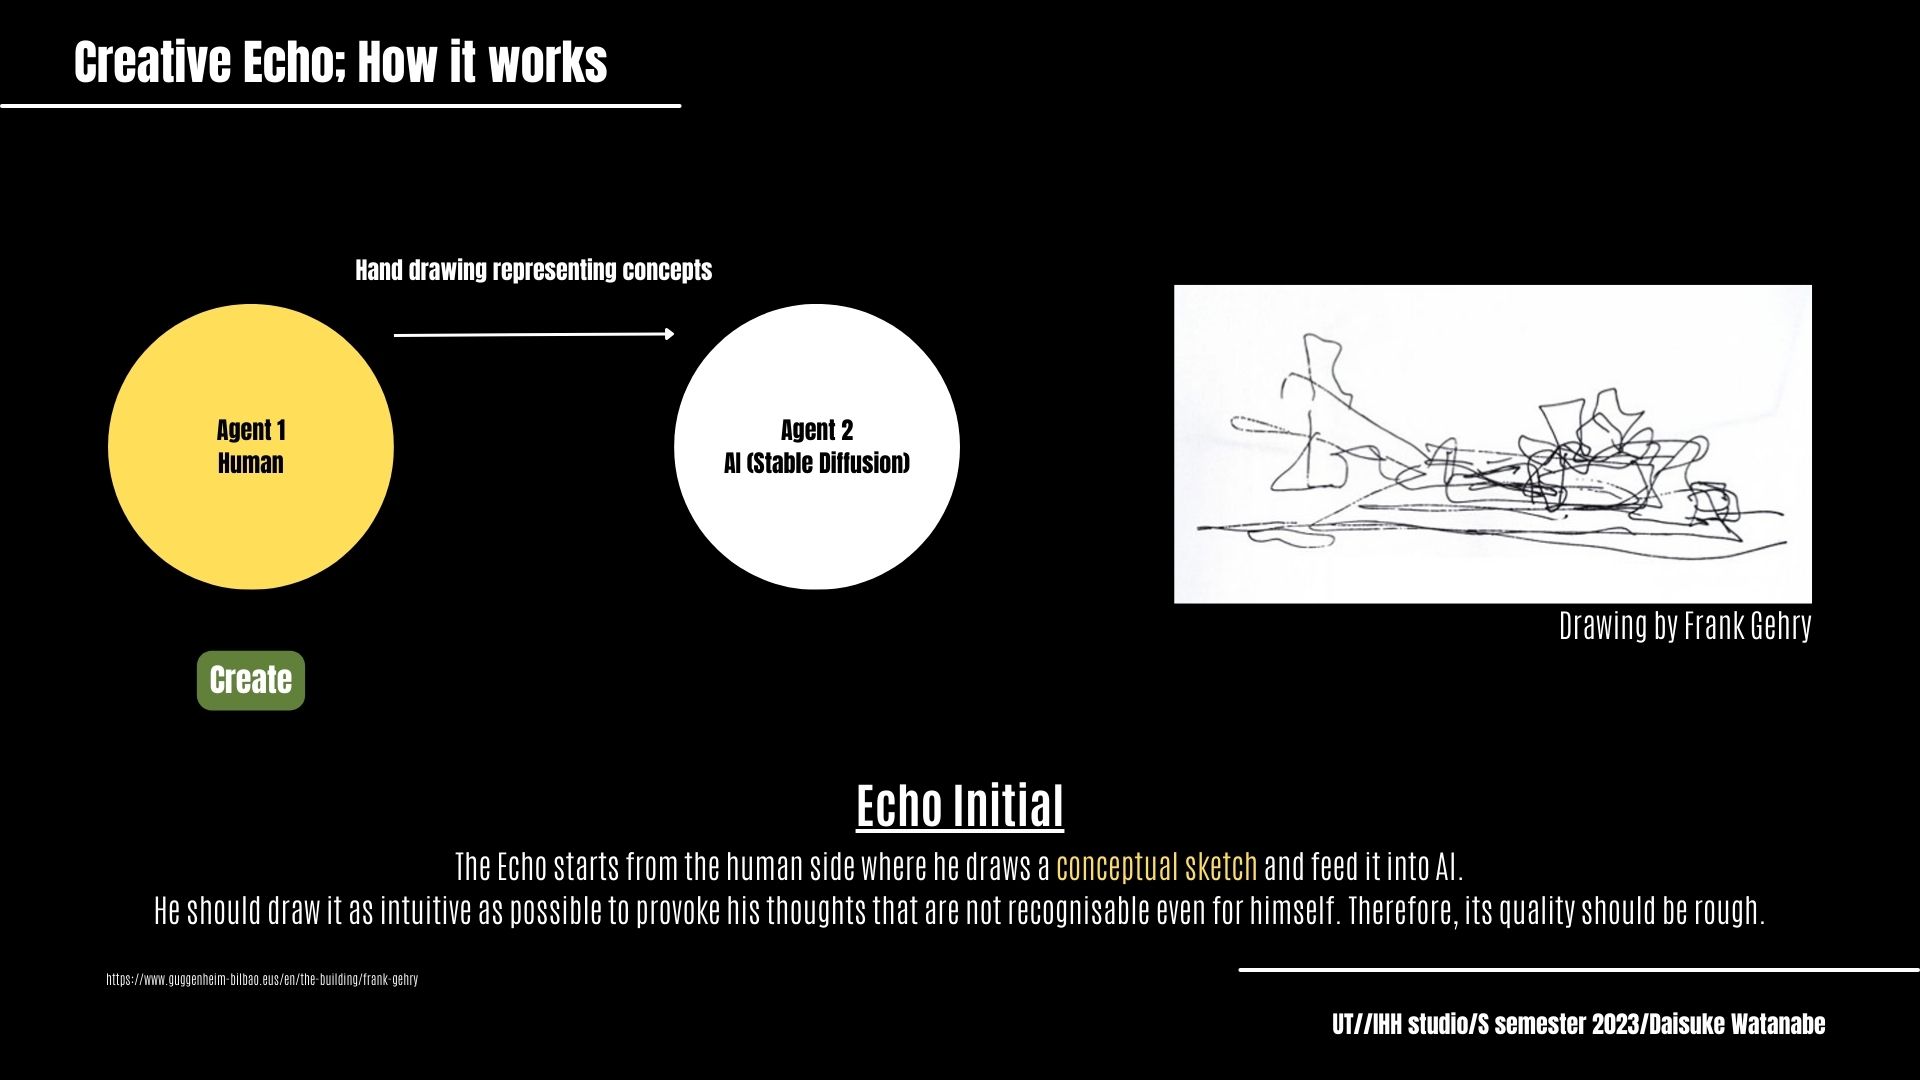 Creative Echo; How it works
Hand drawing representing concepts
Agent 1
Human
Agent 2
AI (Stable Diffusion)
Drawing by Frank Gehry
Create
Echo Initial
The Echo starts from the human side where he draws a conceptual sketch and feed it into AI.
He should draw it as intuitive as possible to provoke his thoughts that are not recognisable even for himself. Therefore, its quality should be rough.
https://www.guggenheim-bilbao.eus/en/the-building/frank-gehry
UT//IHH studio/S semester 2023/Daisuke Watanabe